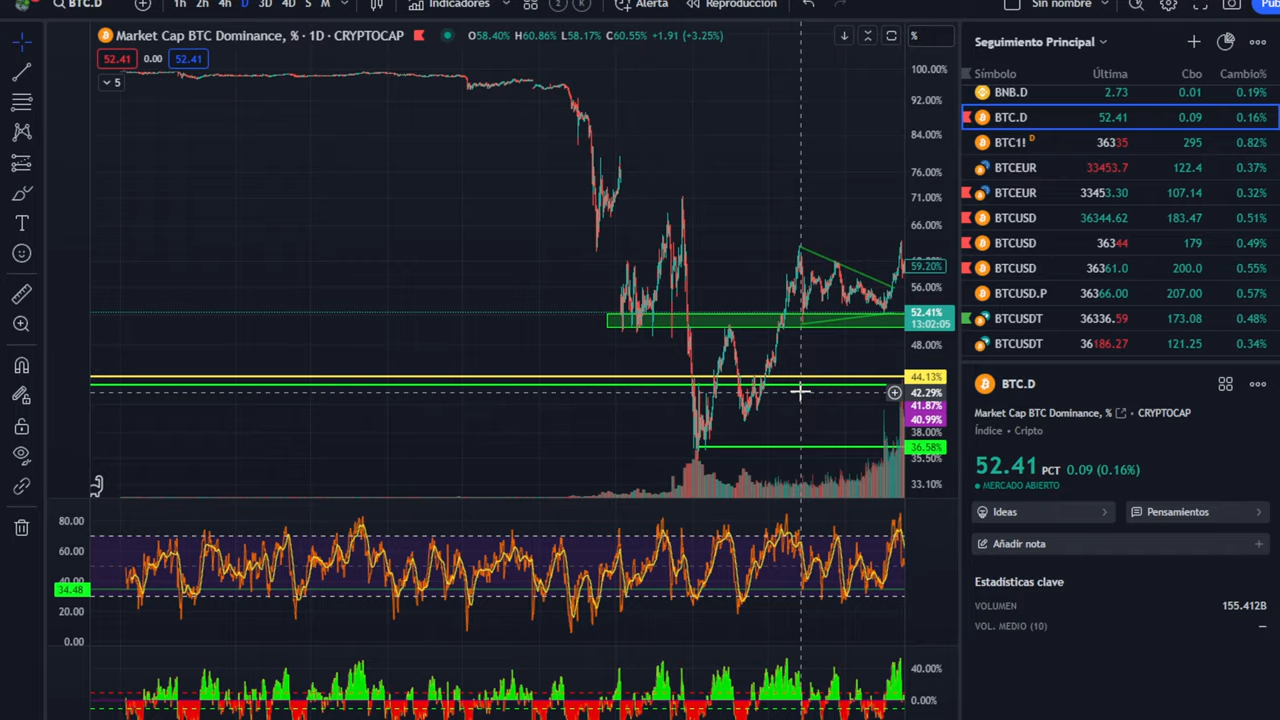 BTC.D 1h 2h 4h D 3D 4D S M Indicadores 2 K Alerta Reproducción Sin nombre
Market Cap BTC Dominance, % · 1D · CRYPTOCAP O58.40% H60.86% L58.17% C60.55% +1.91 (+3.25%)
52.41 0.00 52.41
5
%
100.00%
92.00%
84.00%
76.00%
71.00%
66.00%
59.20%
56.00%
52.41%
13:02:05
48.00%
44.13%
42.29%
41.87%
40.99%
38.00%
36.58%
35.50%
33.10%
80.00
60.00
40.00
34.48
20.00
0.00
40.00%
0.00%
Seguimiento Principal
Símbolo Última Cbo Cambio%
BNB.D 2.73 0.01 0.19%
BTC.D 52.41 0.09 0.16%
BTC1! D 36335 295 0.82%
BTCEUR 33453.7 122.4 0.37%
BTCEUR 33453.30 107.14 0.32%
BTCUSD 36344.62 183.47 0.51%
BTCUSD 36344 179 0.49%
BTCUSD 36361.0 200.0 0.55%
BTCUSD.P 36366.00 207.00 0.57%
BTCUSDT 36336.59 173.08 0.48%
BTCUSDT 36186.27 121.25 0.34%
BTC.D
Market Cap BTC Dominance, % · CRYPTOCAP
Índice · Cripto
52.41 PCT 0.09 (0.16%)
MERCADO ABIERTO
Ideas Pensamientos
Añadir nota
Estadísticas clave
VOLUMEN 155.412B
VOL. MEDIO (10) —